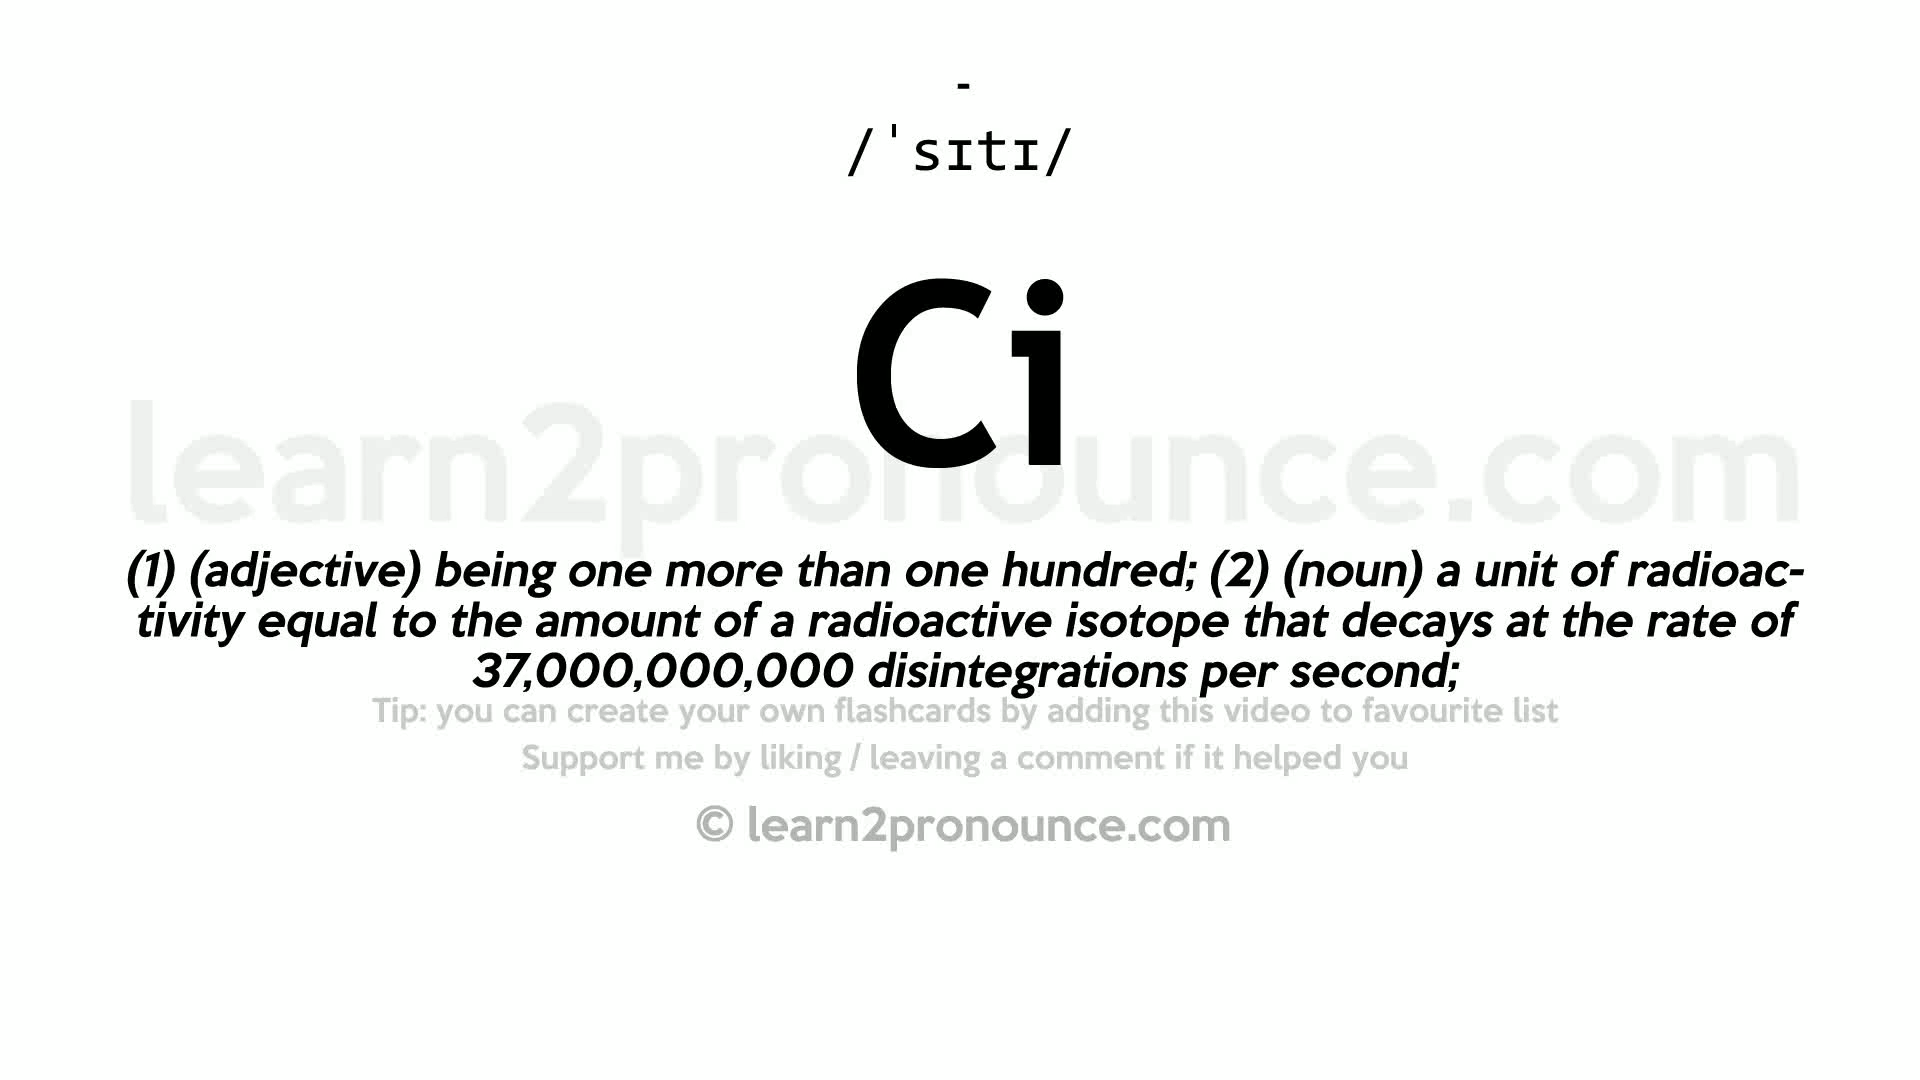 -
/ˈsɪtɪ/
Ci
learn2pronounce.com
(1) (adjective) being one more than one hundred; (2) (noun) a unit of radioac-
tivity equal to the amount of a radioactive isotope that decays at the rate of
37,000,000,000 disintegrations per second;
Tip: you can create your own flashcards by adding this video to favourite list
Support me by liking / leaving a comment if it helped you
© learn2pronounce.com